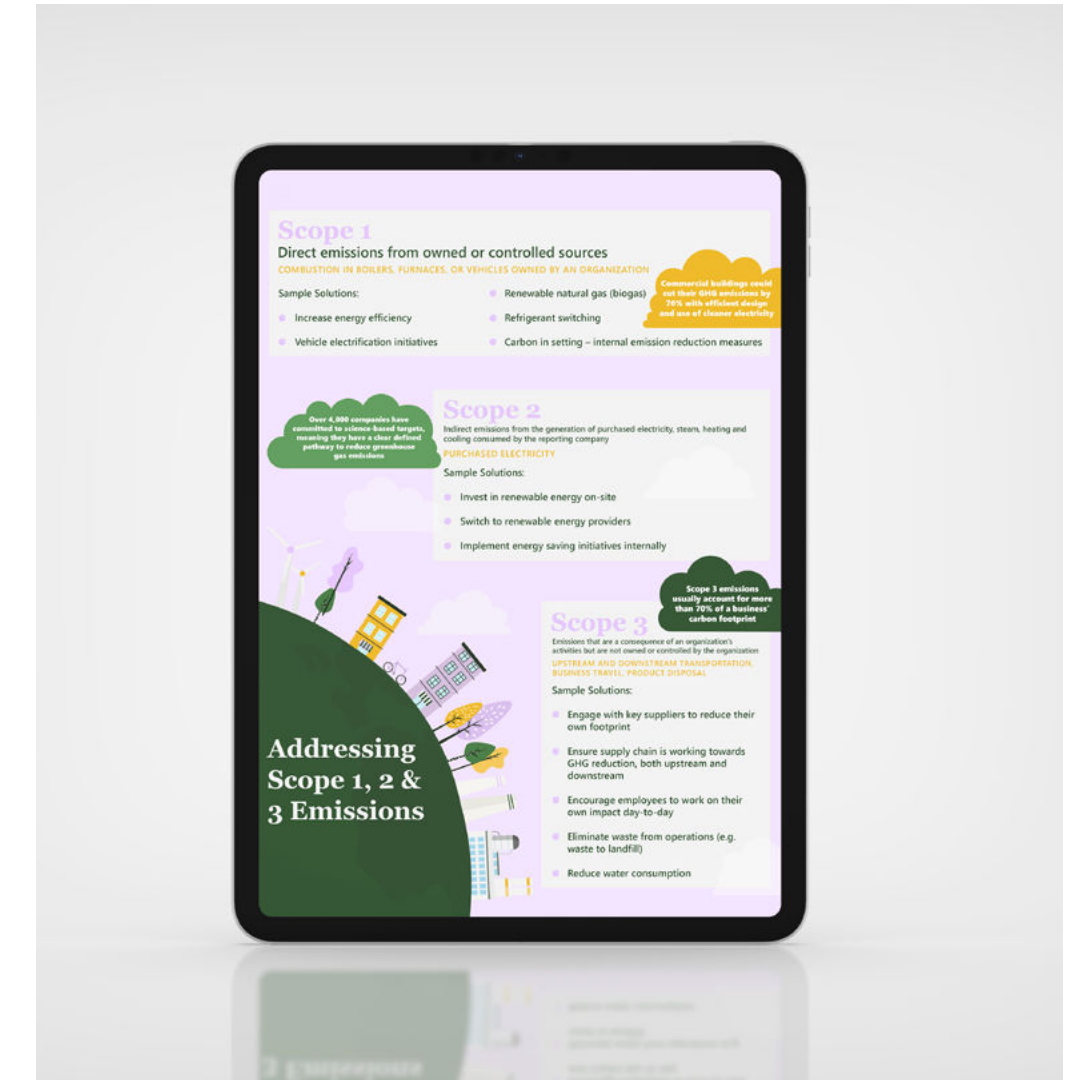 Scope 1
Direct emissions from owned or controlled sources
COMBUSTION IN BOILERS, FURNACES, OR VEHICLES OWNED BY AN ORGANIZATION
Sample Solutions:
Increase energy efficiency
Vehicle electrification initiatives
Renewable natural gas (biogas)
Refrigerant switching
Carbon in setting – internal emission reduction measures
Commercial buildings could
cut their GHG emissions by
70% with efficient design
and use of cleaner electricity
Over 4,000 companies have
committed to science-based targets,
meaning they have a clear defined
pathway to reduce greenhouse
gas emissions
Scope 2
Indirect emissions from the generation of purchased electricity, steam, heating and
cooling consumed by the reporting company
PURCHASED ELECTRICITY
Sample Solutions:
Invest in renewable energy on-site
Switch to renewable energy providers
Implement energy saving initiatives internally
Scope 3 emissions
usually account for more
than 70% of a business'
carbon footprint
Scope 3
Emissions that are a consequence of an organization's
activities but are not owned or controlled by the organization
UPSTREAM AND DOWNSTREAM TRANSPORTATION,
BUSINESS TRAVEL, PRODUCT DISPOSAL
Sample Solutions:
Engage with key suppliers to reduce their
own footprint
Ensure supply chain is working towards
GHG reduction, both upstream and
downstream
Encourage employees to work on their
own impact day-to-day
Eliminate waste from operations (e.g.
waste to landfill)
Reduce water consumption
Addressing
Scope 1, 2 &
3 Emissions